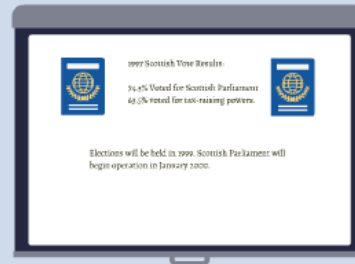 1997 Scottish Vote Results:
74.5% Voted for Scottish Parliament
63.5% voted for tax-raising powers.
Elections will be held in 1999. Scottish Parliament will
begin operation in January 2000.